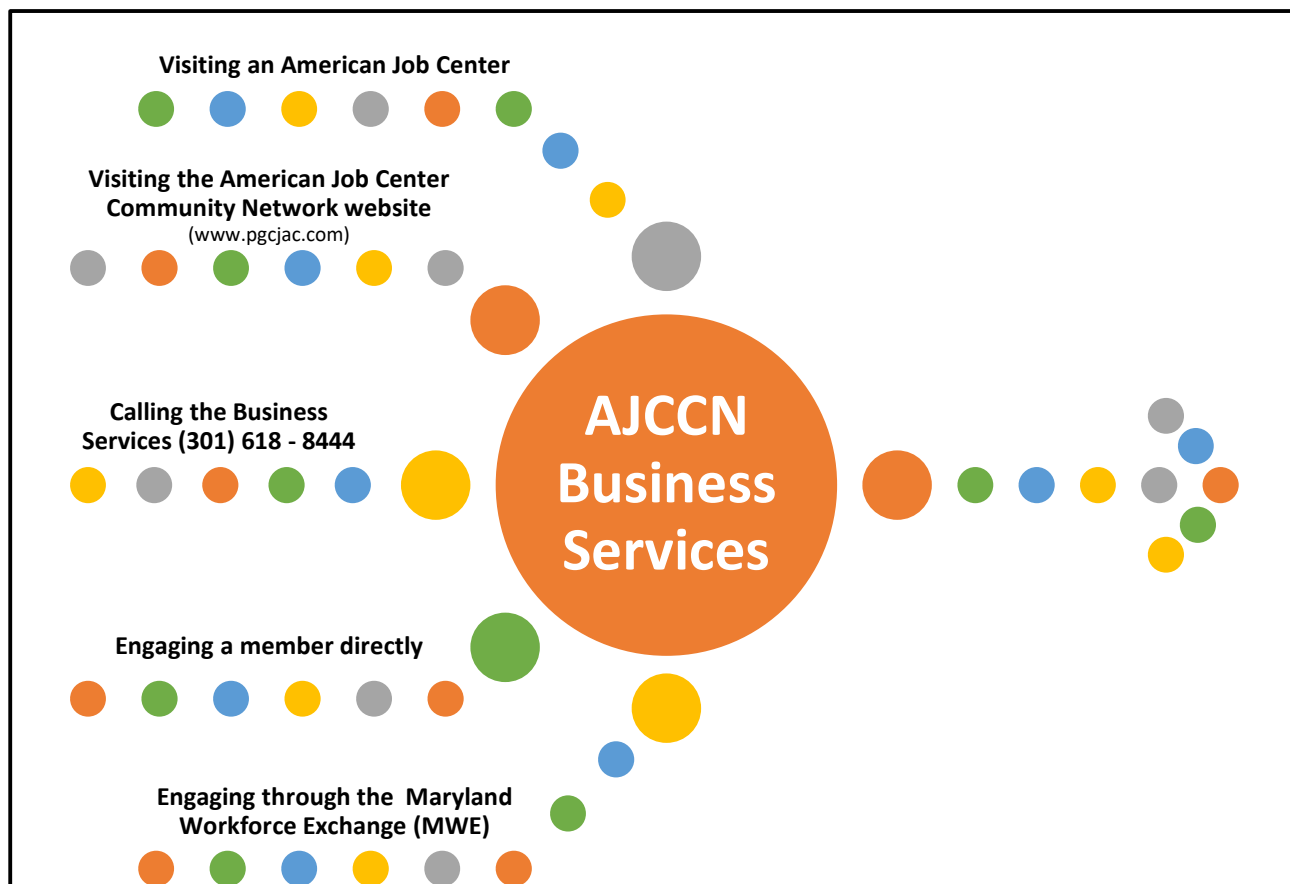 Visiting an American Job Center
Visiting the American Job Center
Community Network website
(www.pgcjac.com)
Calling the Business
Services (301) 618 - 8444
AJCCN
Business
Services
Engaging a member directly
Engaging through the  Maryland
Workforce Exchange (MWE)